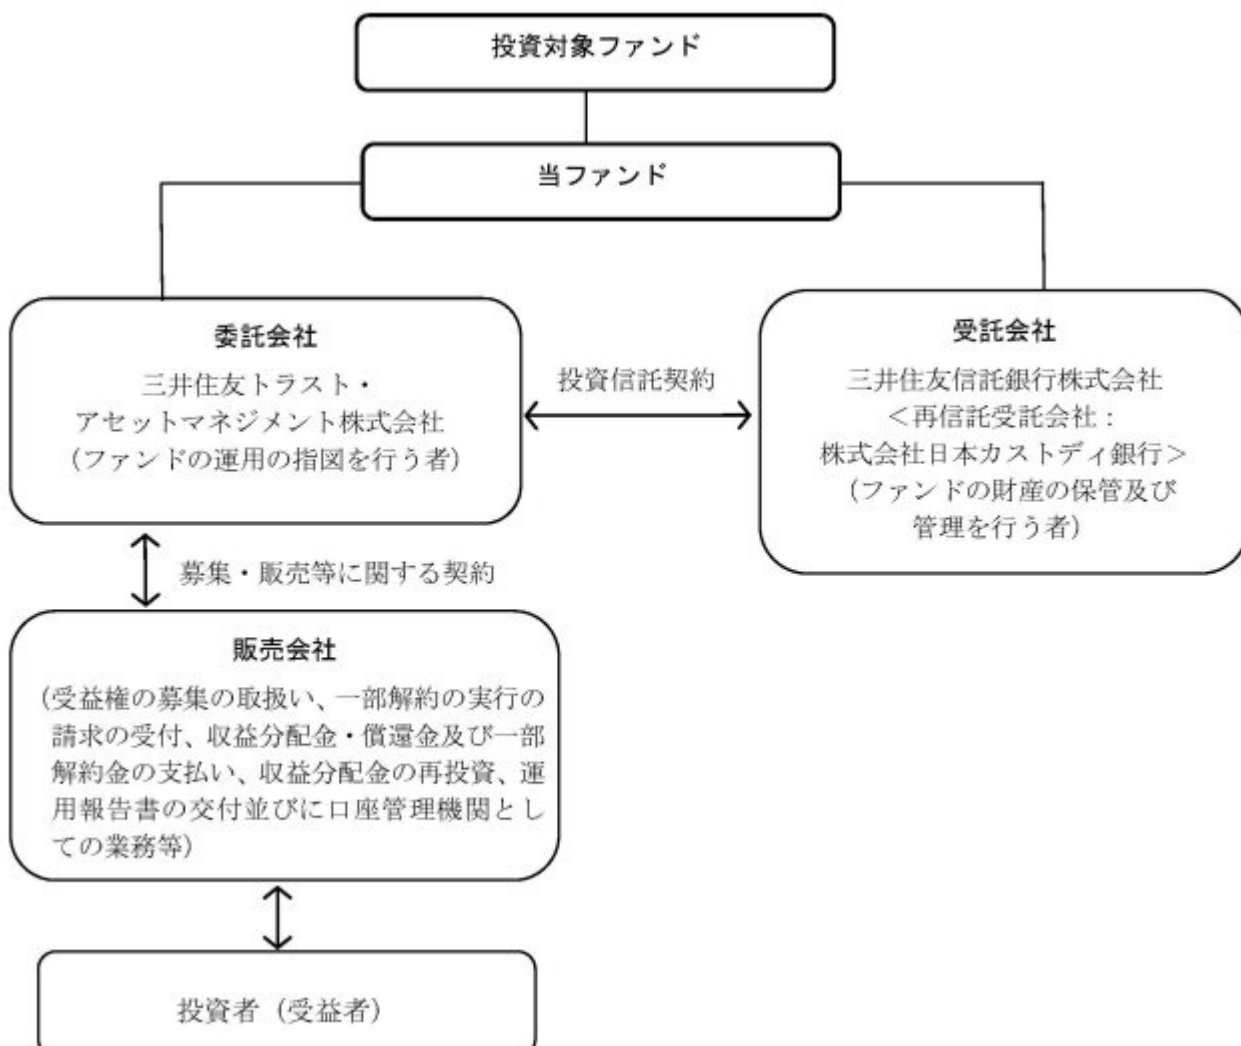 投資対象ファンド
当ファンド
委託会社
三井住友トラスト・
アセットマネジメント株式会社
（ファンドの運用の指図を行う者）
投資信託契約
受託会社
三井住友信託銀行株式会社
＜再信託受託会社：
株式会社日本カストディ銀行＞
（ファンドの財産の保管及び
管理を行う者）
募集・販売等に関する契約
販売会社
（受益権の募集の取扱い、一部解約の実行の
請求の受付、収益分配金・償還金及び一部
解約金の支払い、収益分配金の再投資、運
用報告書の交付並びに口座管理機関とし
ての業務等）
投資者（受益者）